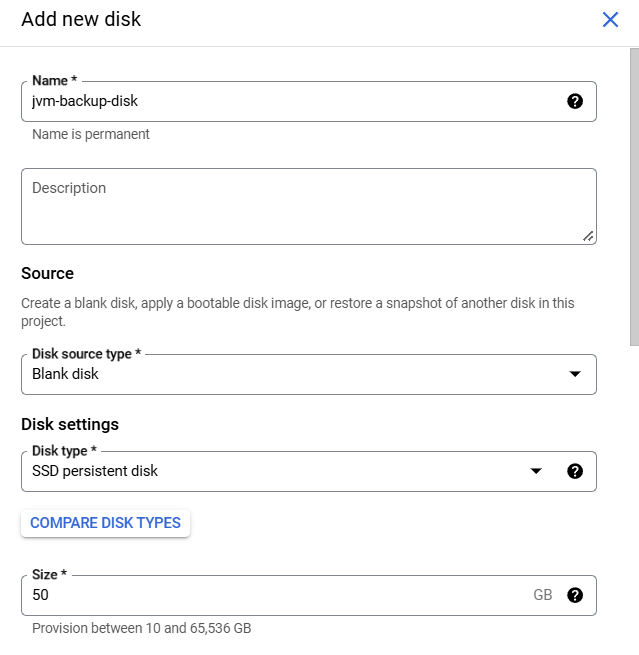 Add new disk
Name *
jvm-backup-disk
Name is permanent
Description
Source
Create a blank disk, apply a bootable disk image, or restore a snapshot of another disk in this
project.
Disk source type *
Blank disk
Disk settings
Disk type *
SSD persistent disk
COMPARE DISK TYPES
Size *
50 GB
Provision between 10 and 65,536 GB